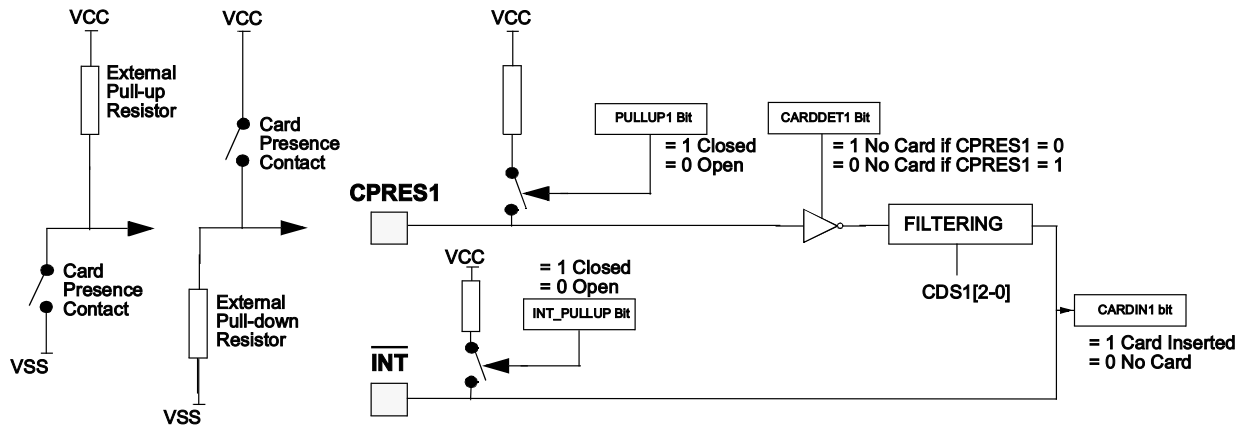 VCC
External
Pull-up
Resistor
Card
Presence
Contact
VSS
VCC
Card
Presence
Contact
External
Pull-down
Resistor
VSS
VCC
PULLUP1 Bit
= 1 Closed
= 0 Open
CARDDET1 Bit
= 1 No Card if CPRES1 = 0
= 0 No Card if CPRES1 = 1
CPRES1
FILTERING
CDS1[2-0]
VCC
= 1 Closed
= 0 Open
INT_PULLUP Bit
INT
CARDIN1 bit
= 1 Card Inserted
= 0 No Card